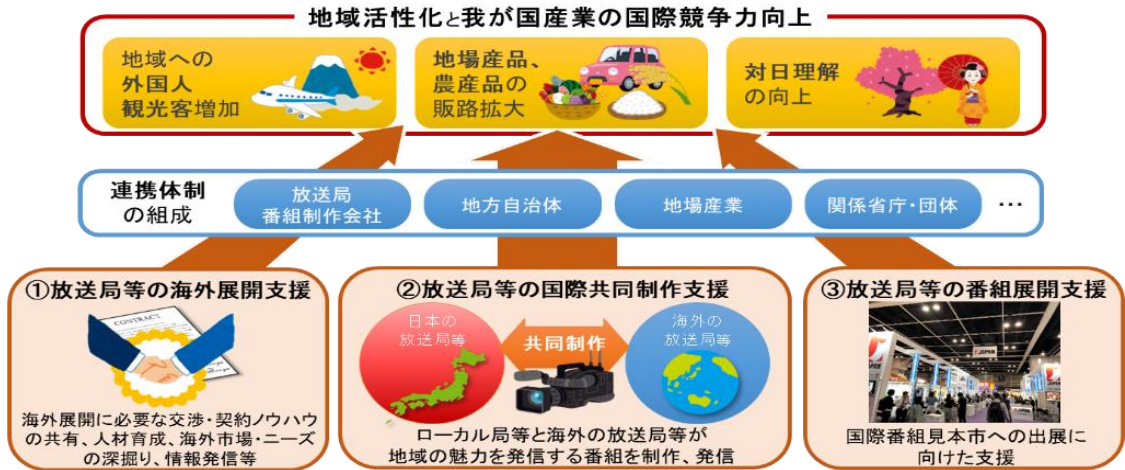 地域活性化と我が国産業の国際競争力向上
地域への
外国人
観光客増加
地場産品、
農産品の
販路拡大
対日理解
の向上
連携体制
の組成
放送局
番組制作会社
地方自治体
地場産業
関係省庁・団体
…
①放送局等の海外展開支援
CONTRACT
海外展開に必要な交渉・契約ノウハウ
の共有、人材育成、海外市場・ニーズ
の深掘り、情報発信等
②放送局等の国際共同制作支援
日本の
放送局等
共同制作
海外の
放送局等
ローカル局等と海外の放送局等が
地域の魅力を発信する番組を制作、発信
③放送局等の番組展開支援
JAPAN
国際番組見本市への出展に
向けた支援